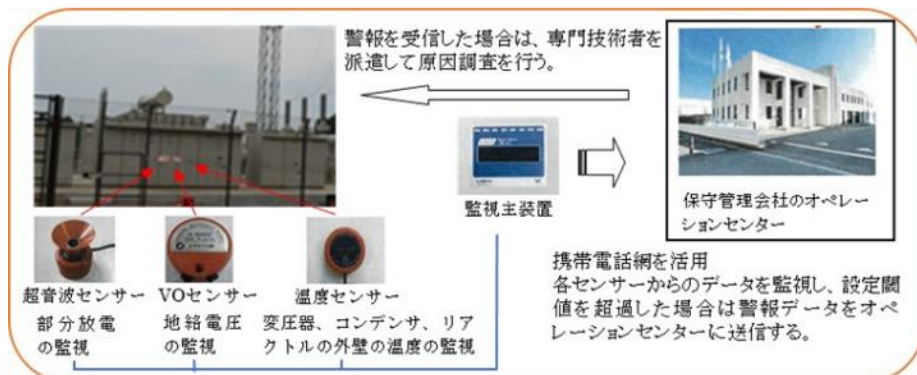 警報を受信した場合は、専門技術者を
派遣して原因調査を行う。
監視主装置
保守管理会社のオペレー
ションセンター
超音波センサー
VOセンサー
温度センサー
部分放電
の監視
地絡電圧
の監視
変圧器、コンデンサ、リア
クトルの外壁の温度の監視
携帯電話網を活用
各センサーからのデータを監視し、設定閾
値を超過した場合は警報データをオペ
レーションセンターに送信する。